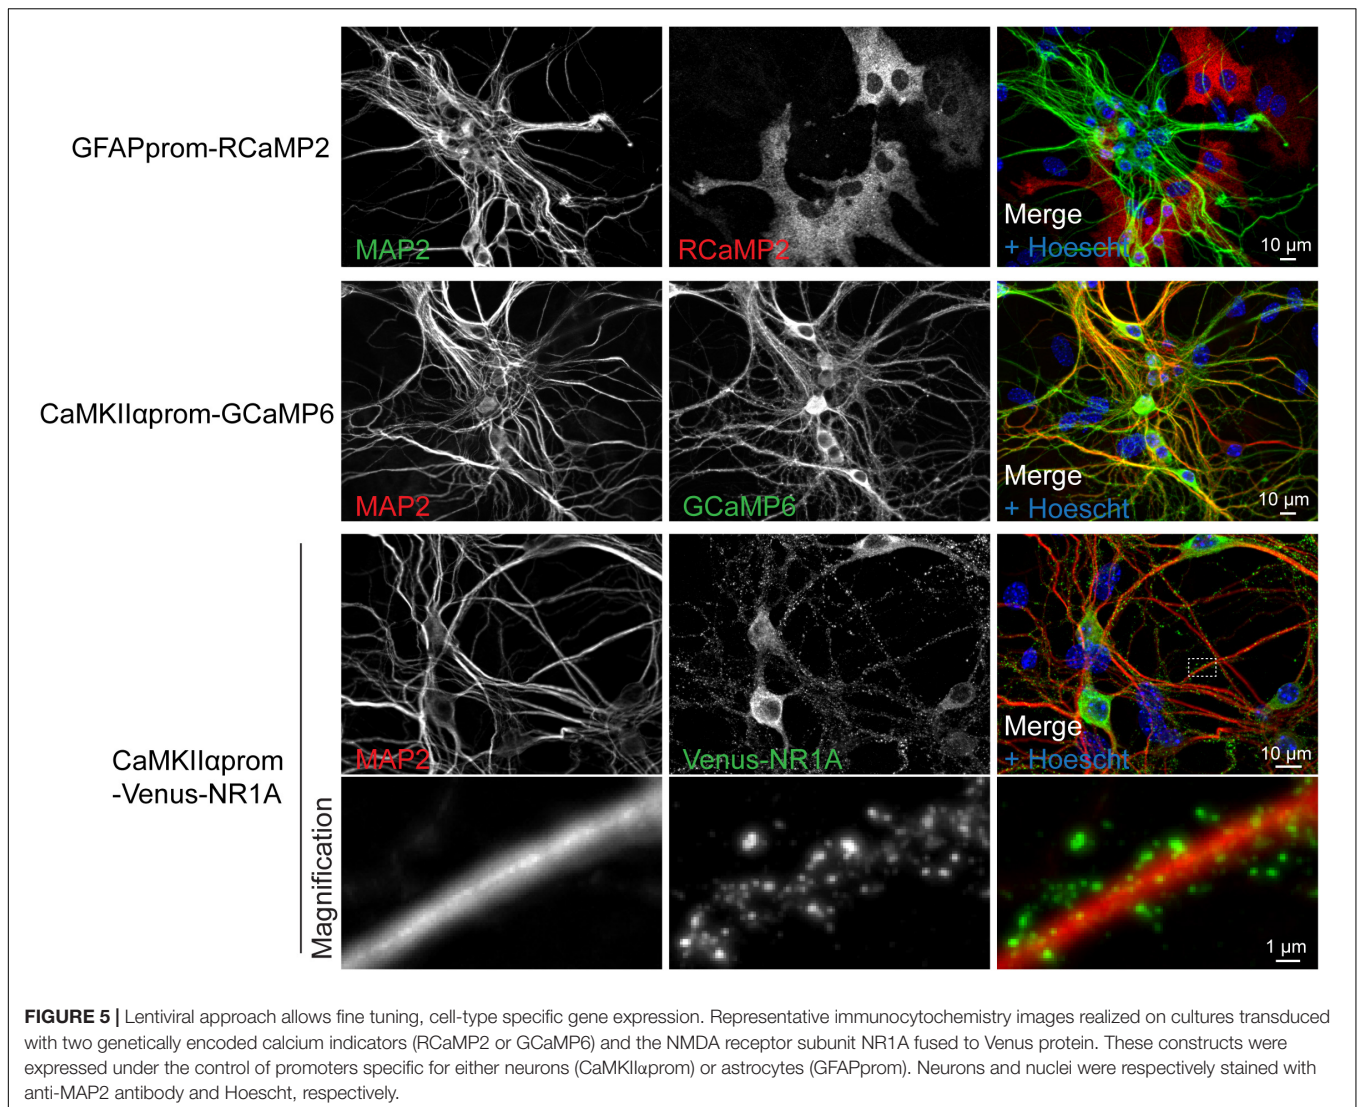 GFAPprom-RCaMP2
MAP2
RCaMP2
Merge
+ Hoescht
10 µm
CaMKIIαprom-GCaMP6
MAP2
GCaMP6
Merge
+ Hoescht
10 µm
CaMKIIαprom
-Venus-NR1A
MAP2
Venus-NR1A
Merge
+ Hoescht
10 µm
Magnification
1 µm
FIGURE 5 | Lentiviral approach allows fine tuning, cell-type specific gene expression. Representative immunocytochemistry images realized on cultures transduced
with two genetically encoded calcium indicators (RCaMP2 or GCaMP6) and the NMDA receptor subunit NR1A fused to Venus protein. These constructs were
expressed under the control of promoters specific for either neurons (CaMKIIαprom) or astrocytes (GFAPprom). Neurons and nuclei were respectively stained with
anti-MAP2 antibody and Hoescht, respectively.